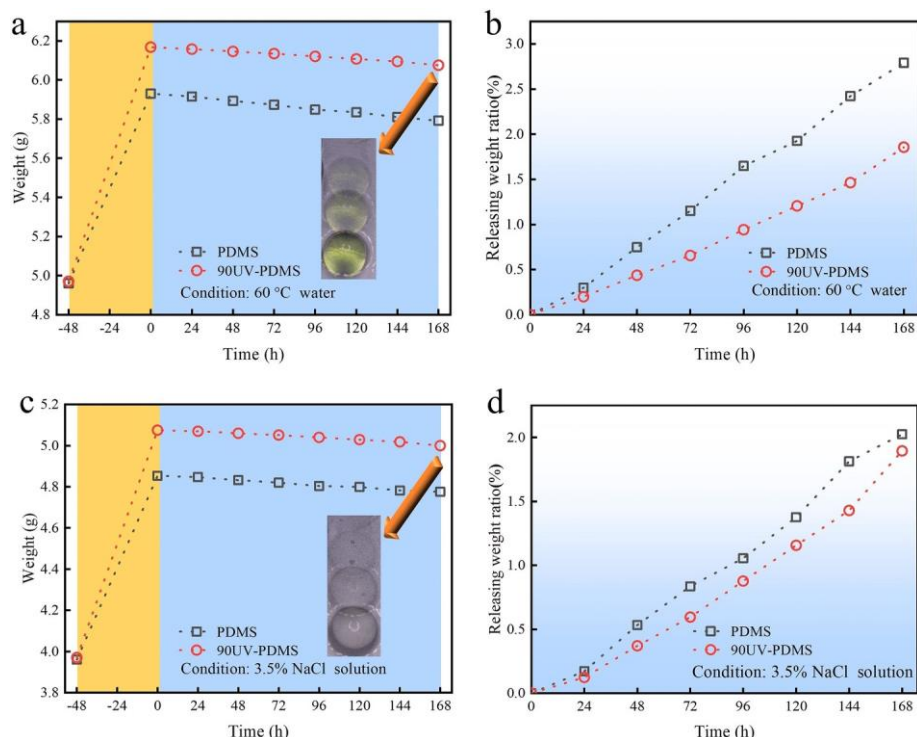 a
6.2
6.0
5.8
5.6
5.4
5.2
5.0
4.8
Weight (g)
PDMS
90UV-PDMS
Condition: 60 °C water
-48 -24 0 24 48 72 96 120 144 168
Time (h)
b
3.0
2.5
2.0
1.5
1.0
0.5
0.0
Releasing weight ratio(%)
PDMS
90UV-PDMS
Condition: 60 °C water
0 24 48 72 96 120 144 168
Time (h)
c
5.2
5.0
4.8
4.6
4.4
4.2
4.0
3.8
Weight (g)
PDMS
90UV-PDMS
Condition: 3.5% NaCl solution
-48 -24 0 24 48 72 96 120 144 168
Time (h)
d
2.0
1.5
1.0
0.5
0.0
Releasing weight ratio(%)
PDMS
90UV-PDMS
Condition: 3.5% NaCl solution
0 24 48 72 96 120 144 168
Time (h)